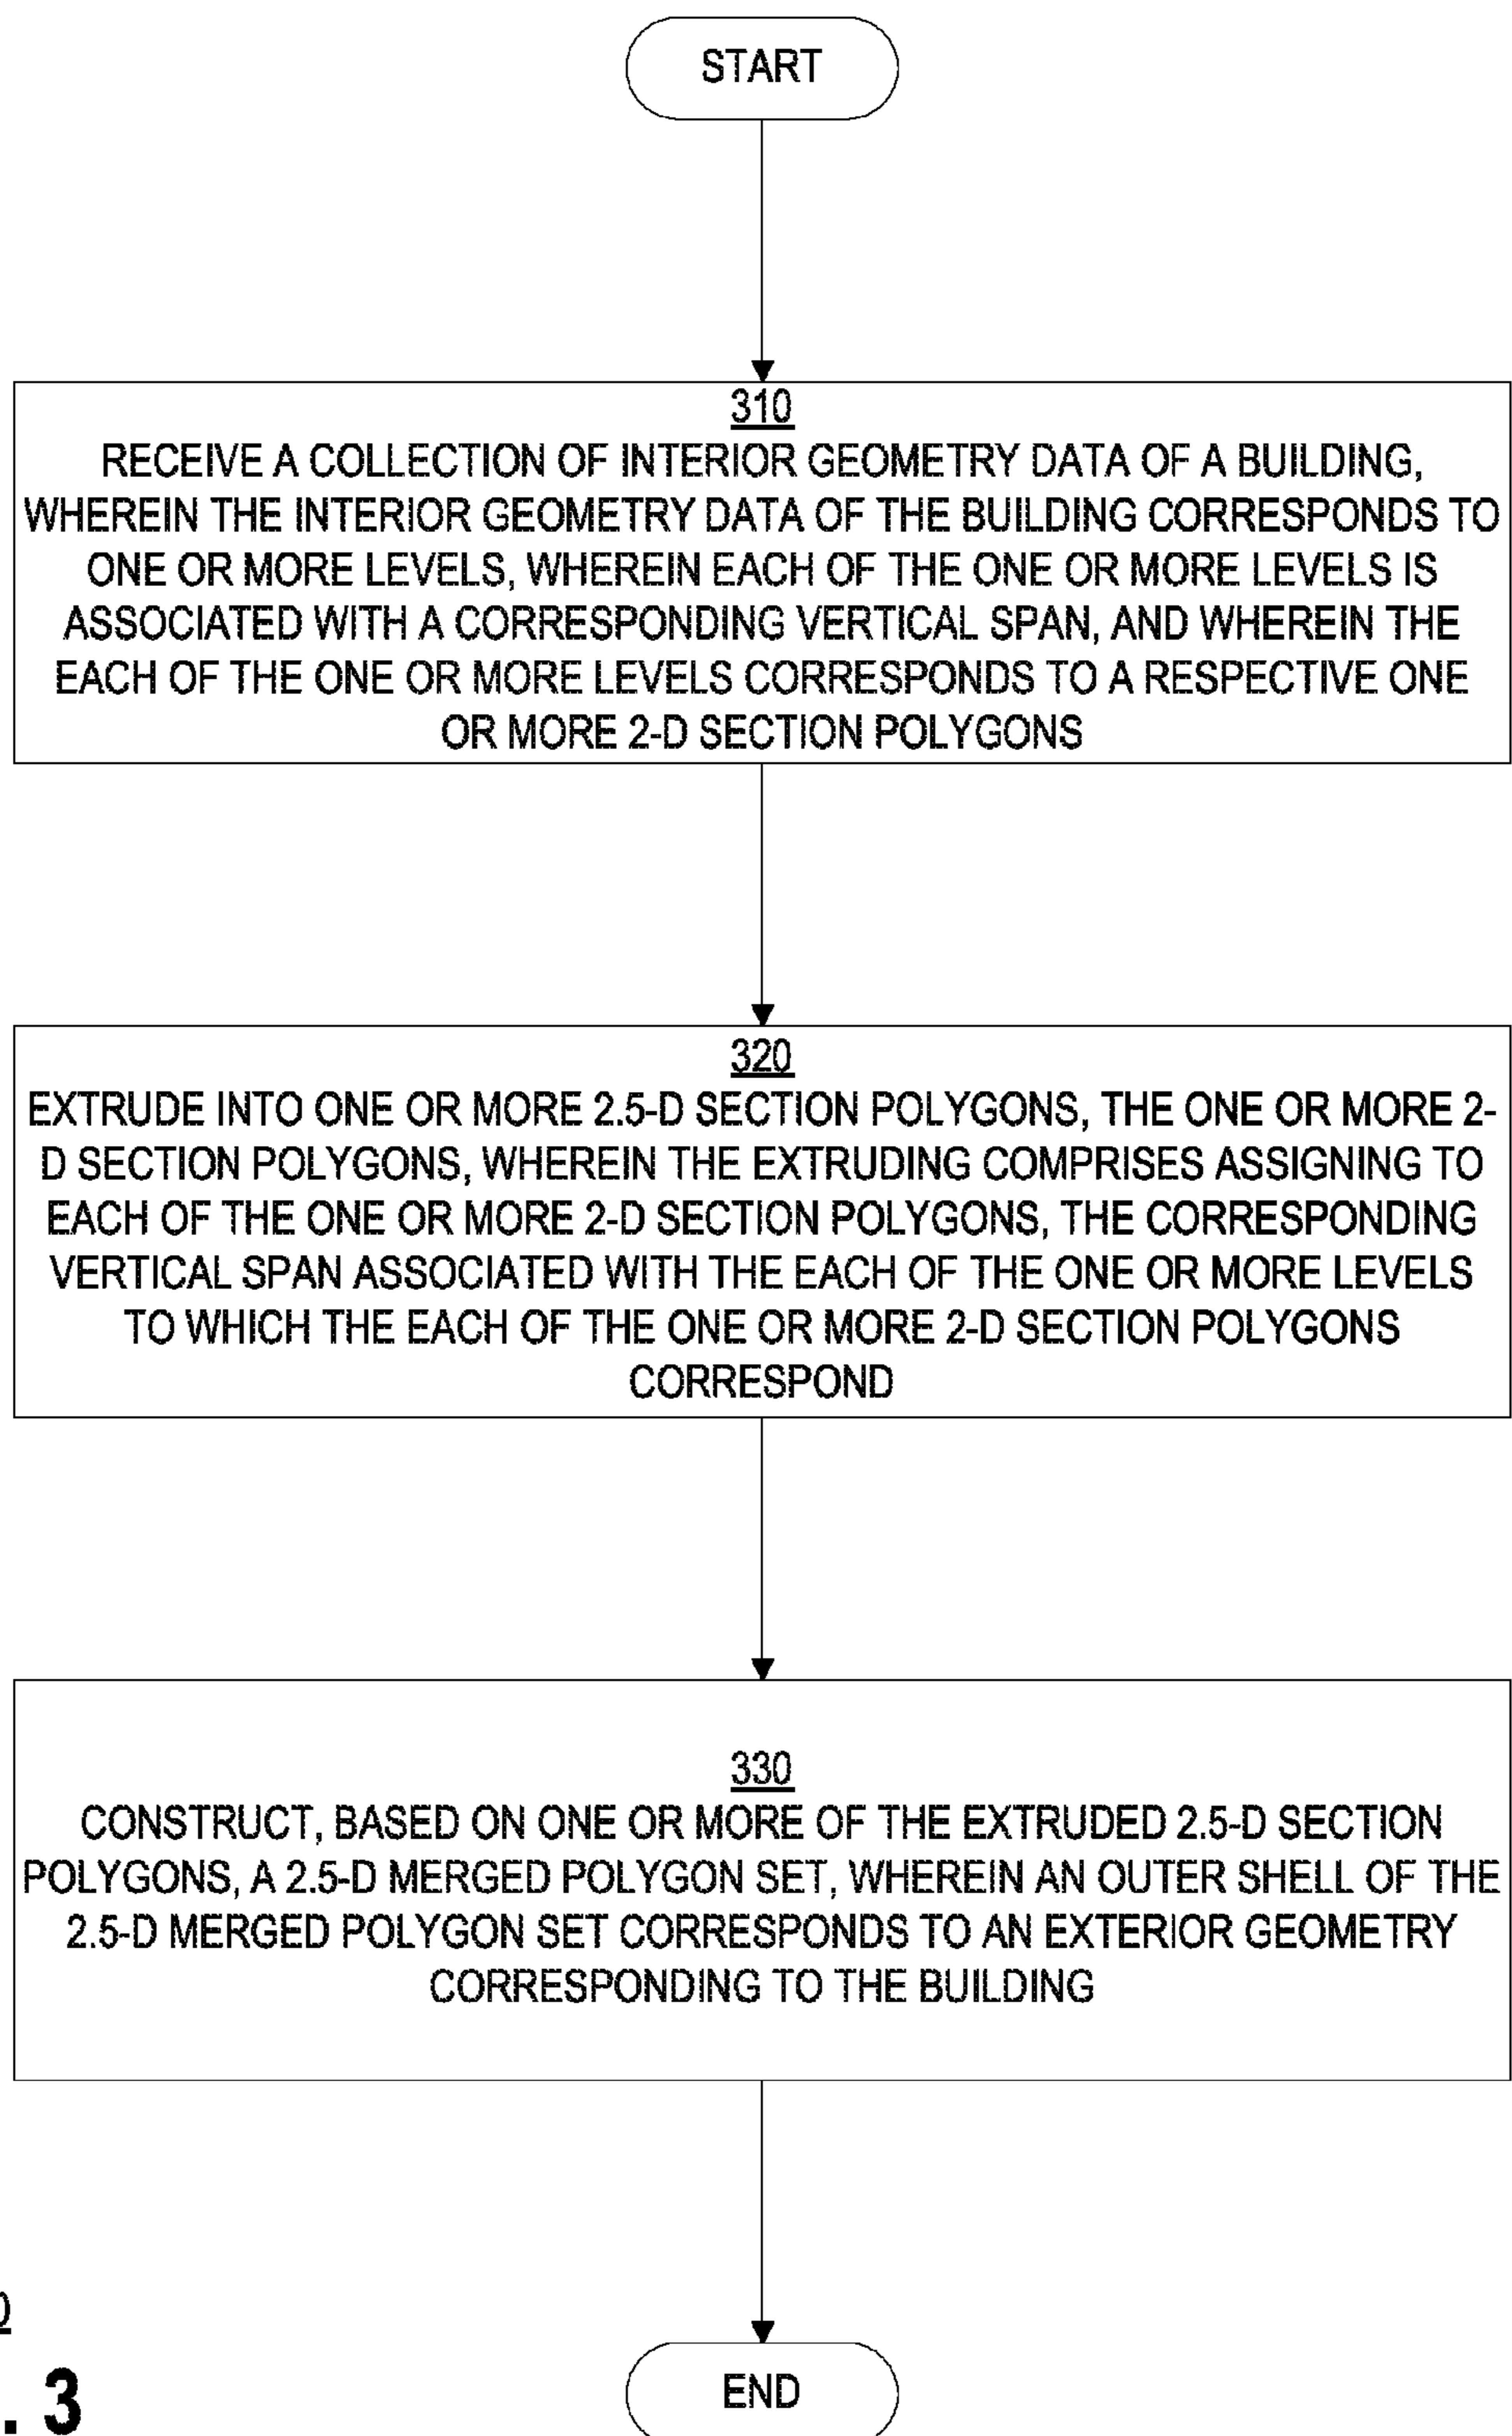 START
310
RECEIVE A COLLECTION OF INTERIOR GEOMETRY DATA OF A BUILDING,
WHEREIN THE INTERIOR GEOMETRY DATA OF THE BUILDING CORRESPONDS TO
ONE OR MORE LEVELS, WHEREIN EACH OF THE ONE OR MORE LEVELS IS
ASSOCIATED WITH A CORRESPONDING VERTICAL SPAN, AND WHEREIN THE
EACH OF THE ONE OR MORE LEVELS CORRESPONDS TO A RESPECTIVE ONE
OR MORE 2-D SECTION POLYGONS
320
EXTRUDE INTO ONE OR MORE 2.5-D SECTION POLYGONS, THE ONE OR MORE 2-
D SECTION POLYGONS, WHEREIN THE EXTRUDING COMPRISES ASSIGNING TO
EACH OF THE ONE OR MORE 2-D SECTION POLYGONS, THE CORRESPONDING
VERTICAL SPAN ASSOCIATED WITH THE EACH OF THE ONE OR MORE LEVELS
TO WHICH THE EACH OF THE ONE OR MORE 2-D SECTION POLYGONS
CORRESPOND
330
CONSTRUCT, BASED ON ONE OR MORE OF THE EXTRUDED 2.5-D SECTION
POLYGONS, A 2.5-D MERGED POLYGON SET, WHEREIN AN OUTER SHELL OF THE
2.5-D MERGED POLYGON SET CORRESPONDS TO AN EXTERIOR GEOMETRY
CORRESPONDING TO THE BUILDING
. 3
END